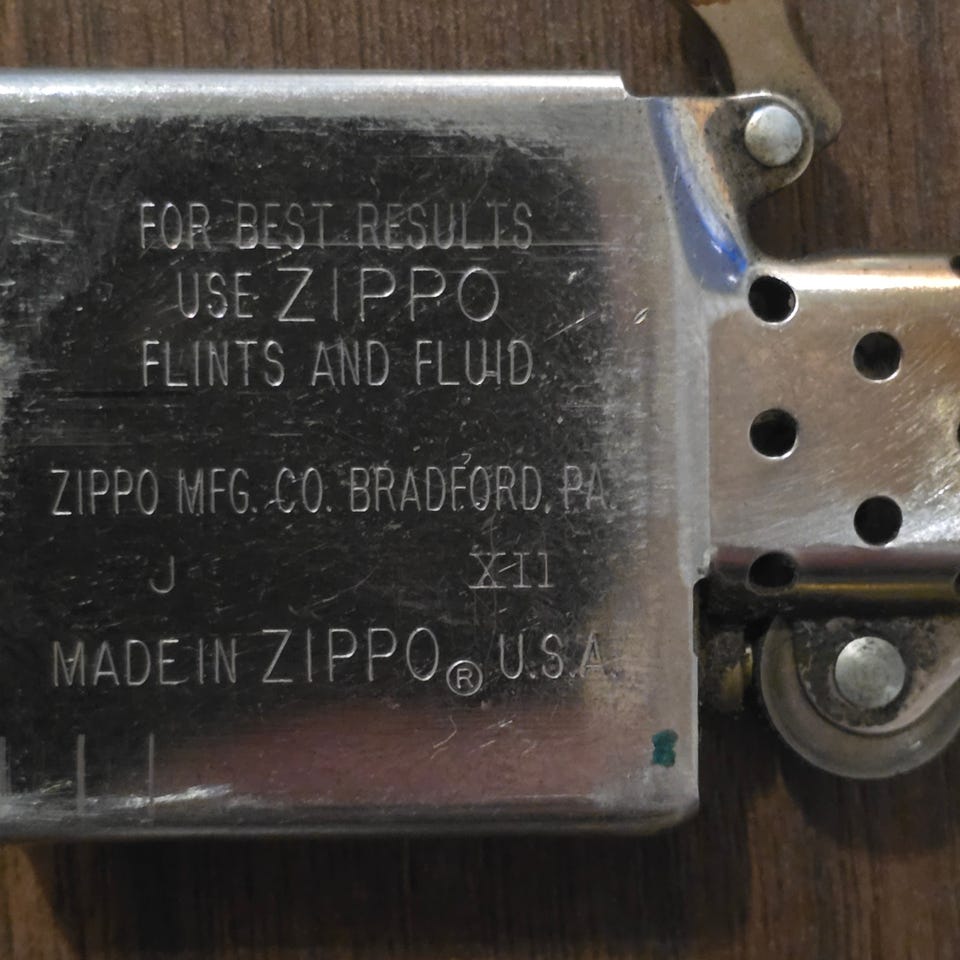 FOR BEST RESULTS
USE ZIPPO
FLINTS AND FLUID
ZIPPO MFG. CO. BRADFORD, PA.
J XII
MADE IN ZIPPO® U.S.A.